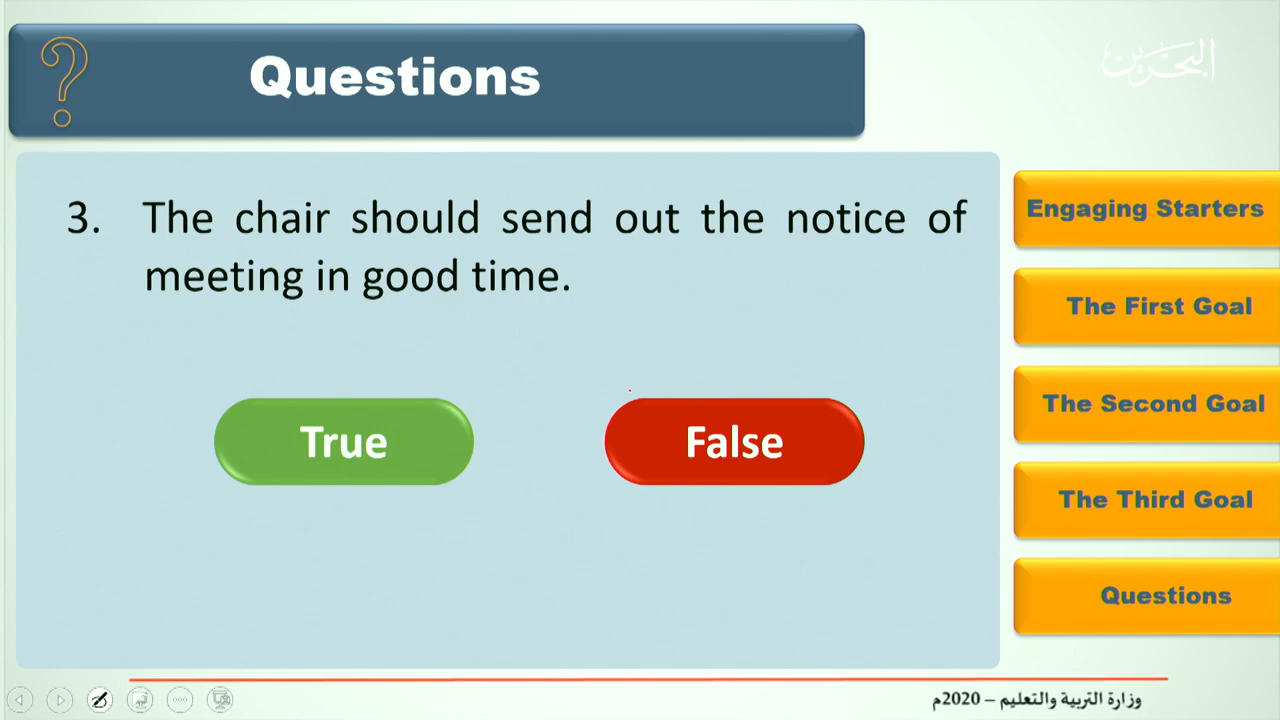 ?
Questions
البحرين
3. The chair should send out the notice of
meeting in good time.
True
False
Engaging Starters
The First Goal
The Second Goal
The Third Goal
Questions
وزارة التربية والتعليم – 2020م